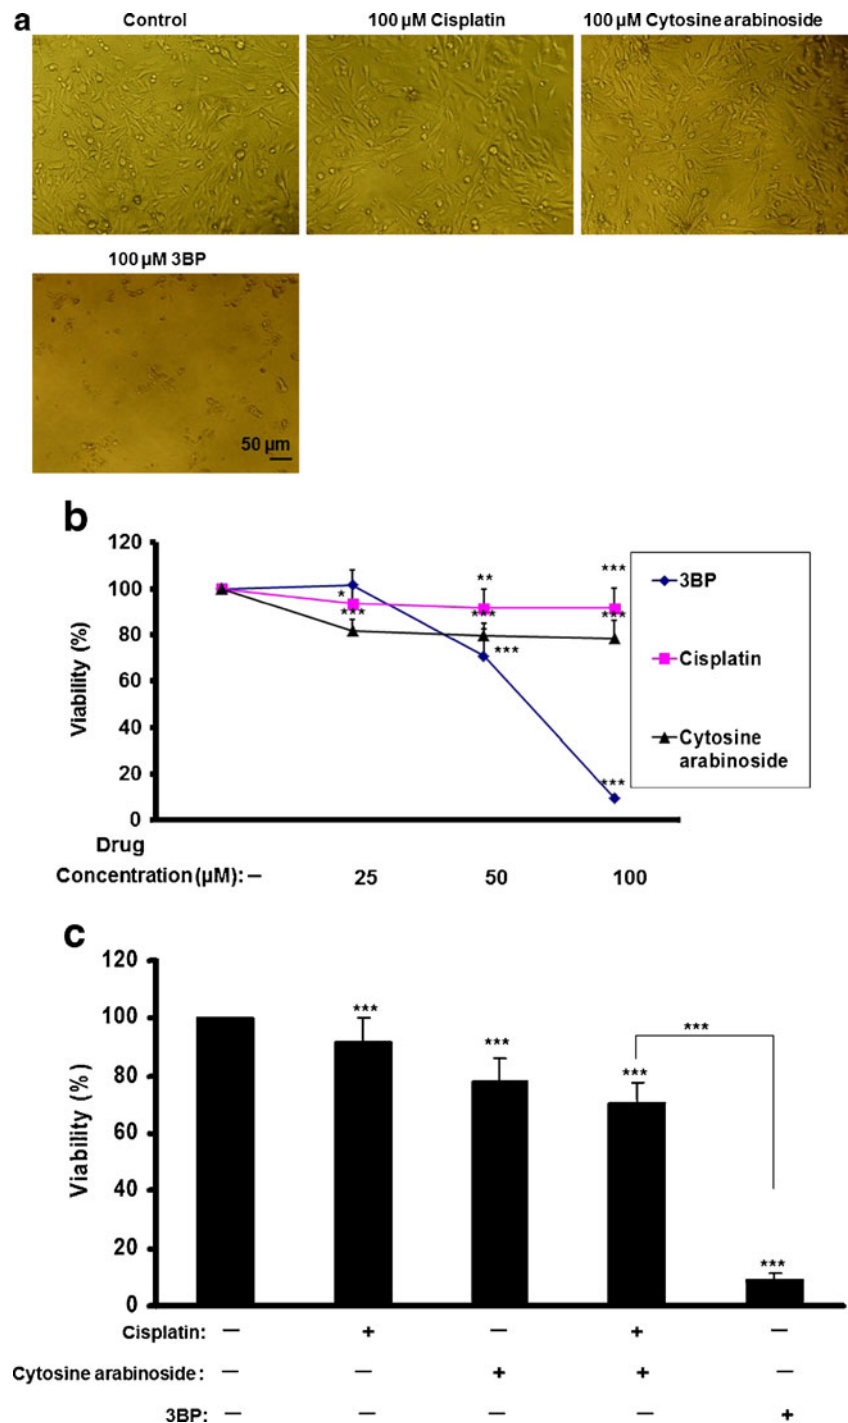 a
Control
100 µM Cisplatin
100 µM Cytosine arabinoside
100 µM 3BP
50 µm
b
120
100
80
60
40
20
0
Viability (%)
*
***
**
***
***
***
***
***
3BP
Cisplatin
Cytosine
arabinoside
Drug
Concentration (µM): – 25 50 100
c
120
100
80
60
40
20
0
Viability (%)
***
***
***
***
***
Cisplatin: – + – + –
Cytosine arabinoside : – – + + –
3BP: – – – – +